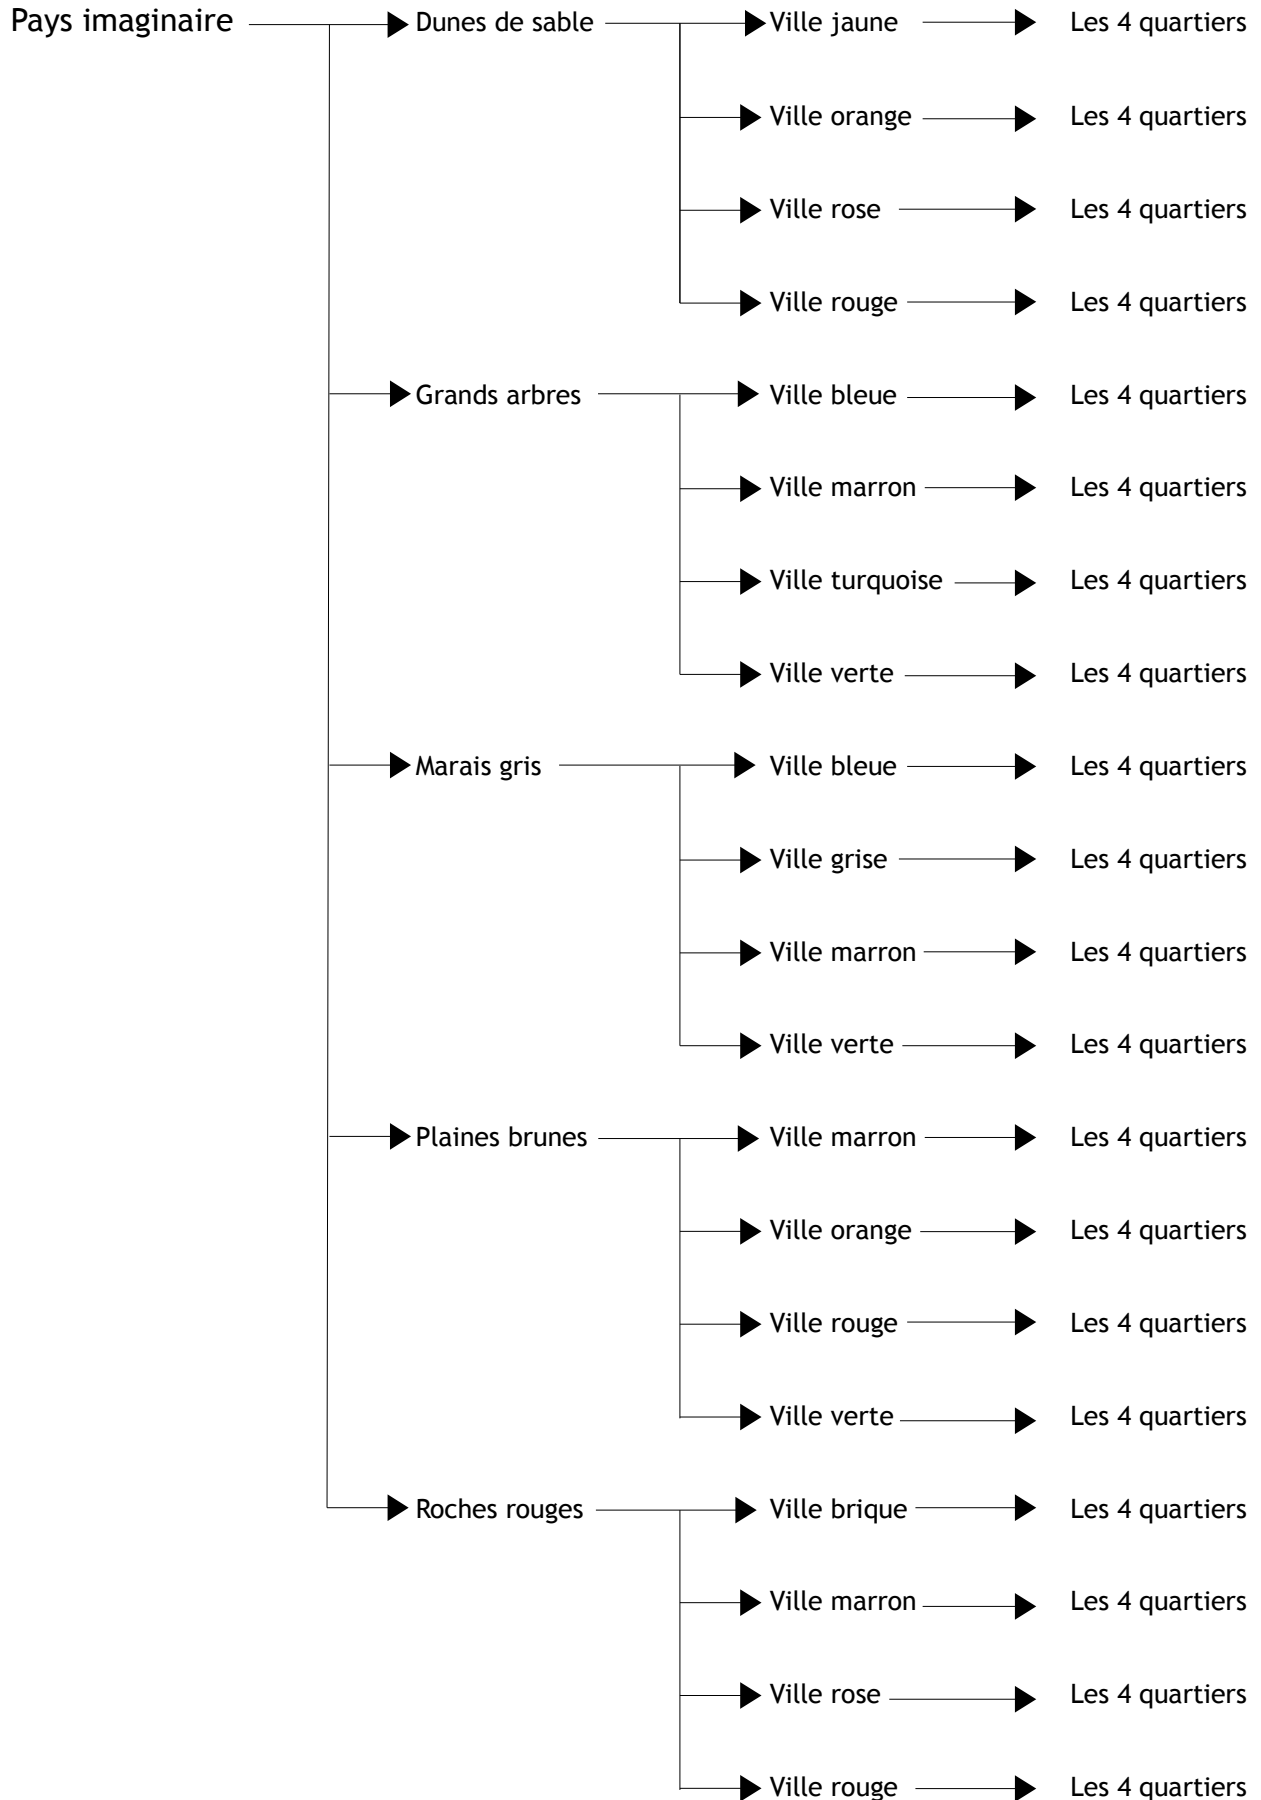 Pays imaginaire Dunes de sable Ville jaune Les 4 quartiers
Ville orange Les 4 quartiers
Ville rose Les 4 quartiers
Ville rouge Les 4 quartiers
Grands arbres Ville bleue Les 4 quartiers
Ville marron Les 4 quartiers
Ville turquoise Les 4 quartiers
Ville verte Les 4 quartiers
Marais gris Ville bleue Les 4 quartiers
Ville grise Les 4 quartiers
Ville marron Les 4 quartiers
Ville verte Les 4 quartiers
Plaines brunes Ville marron Les 4 quartiers
Ville orange Les 4 quartiers
Ville rouge Les 4 quartiers
Ville verte Les 4 quartiers
Roches rouges Ville brique Les 4 quartiers
Ville marron Les 4 quartiers
Ville rose Les 4 quartiers
Ville rouge Les 4 quartiers